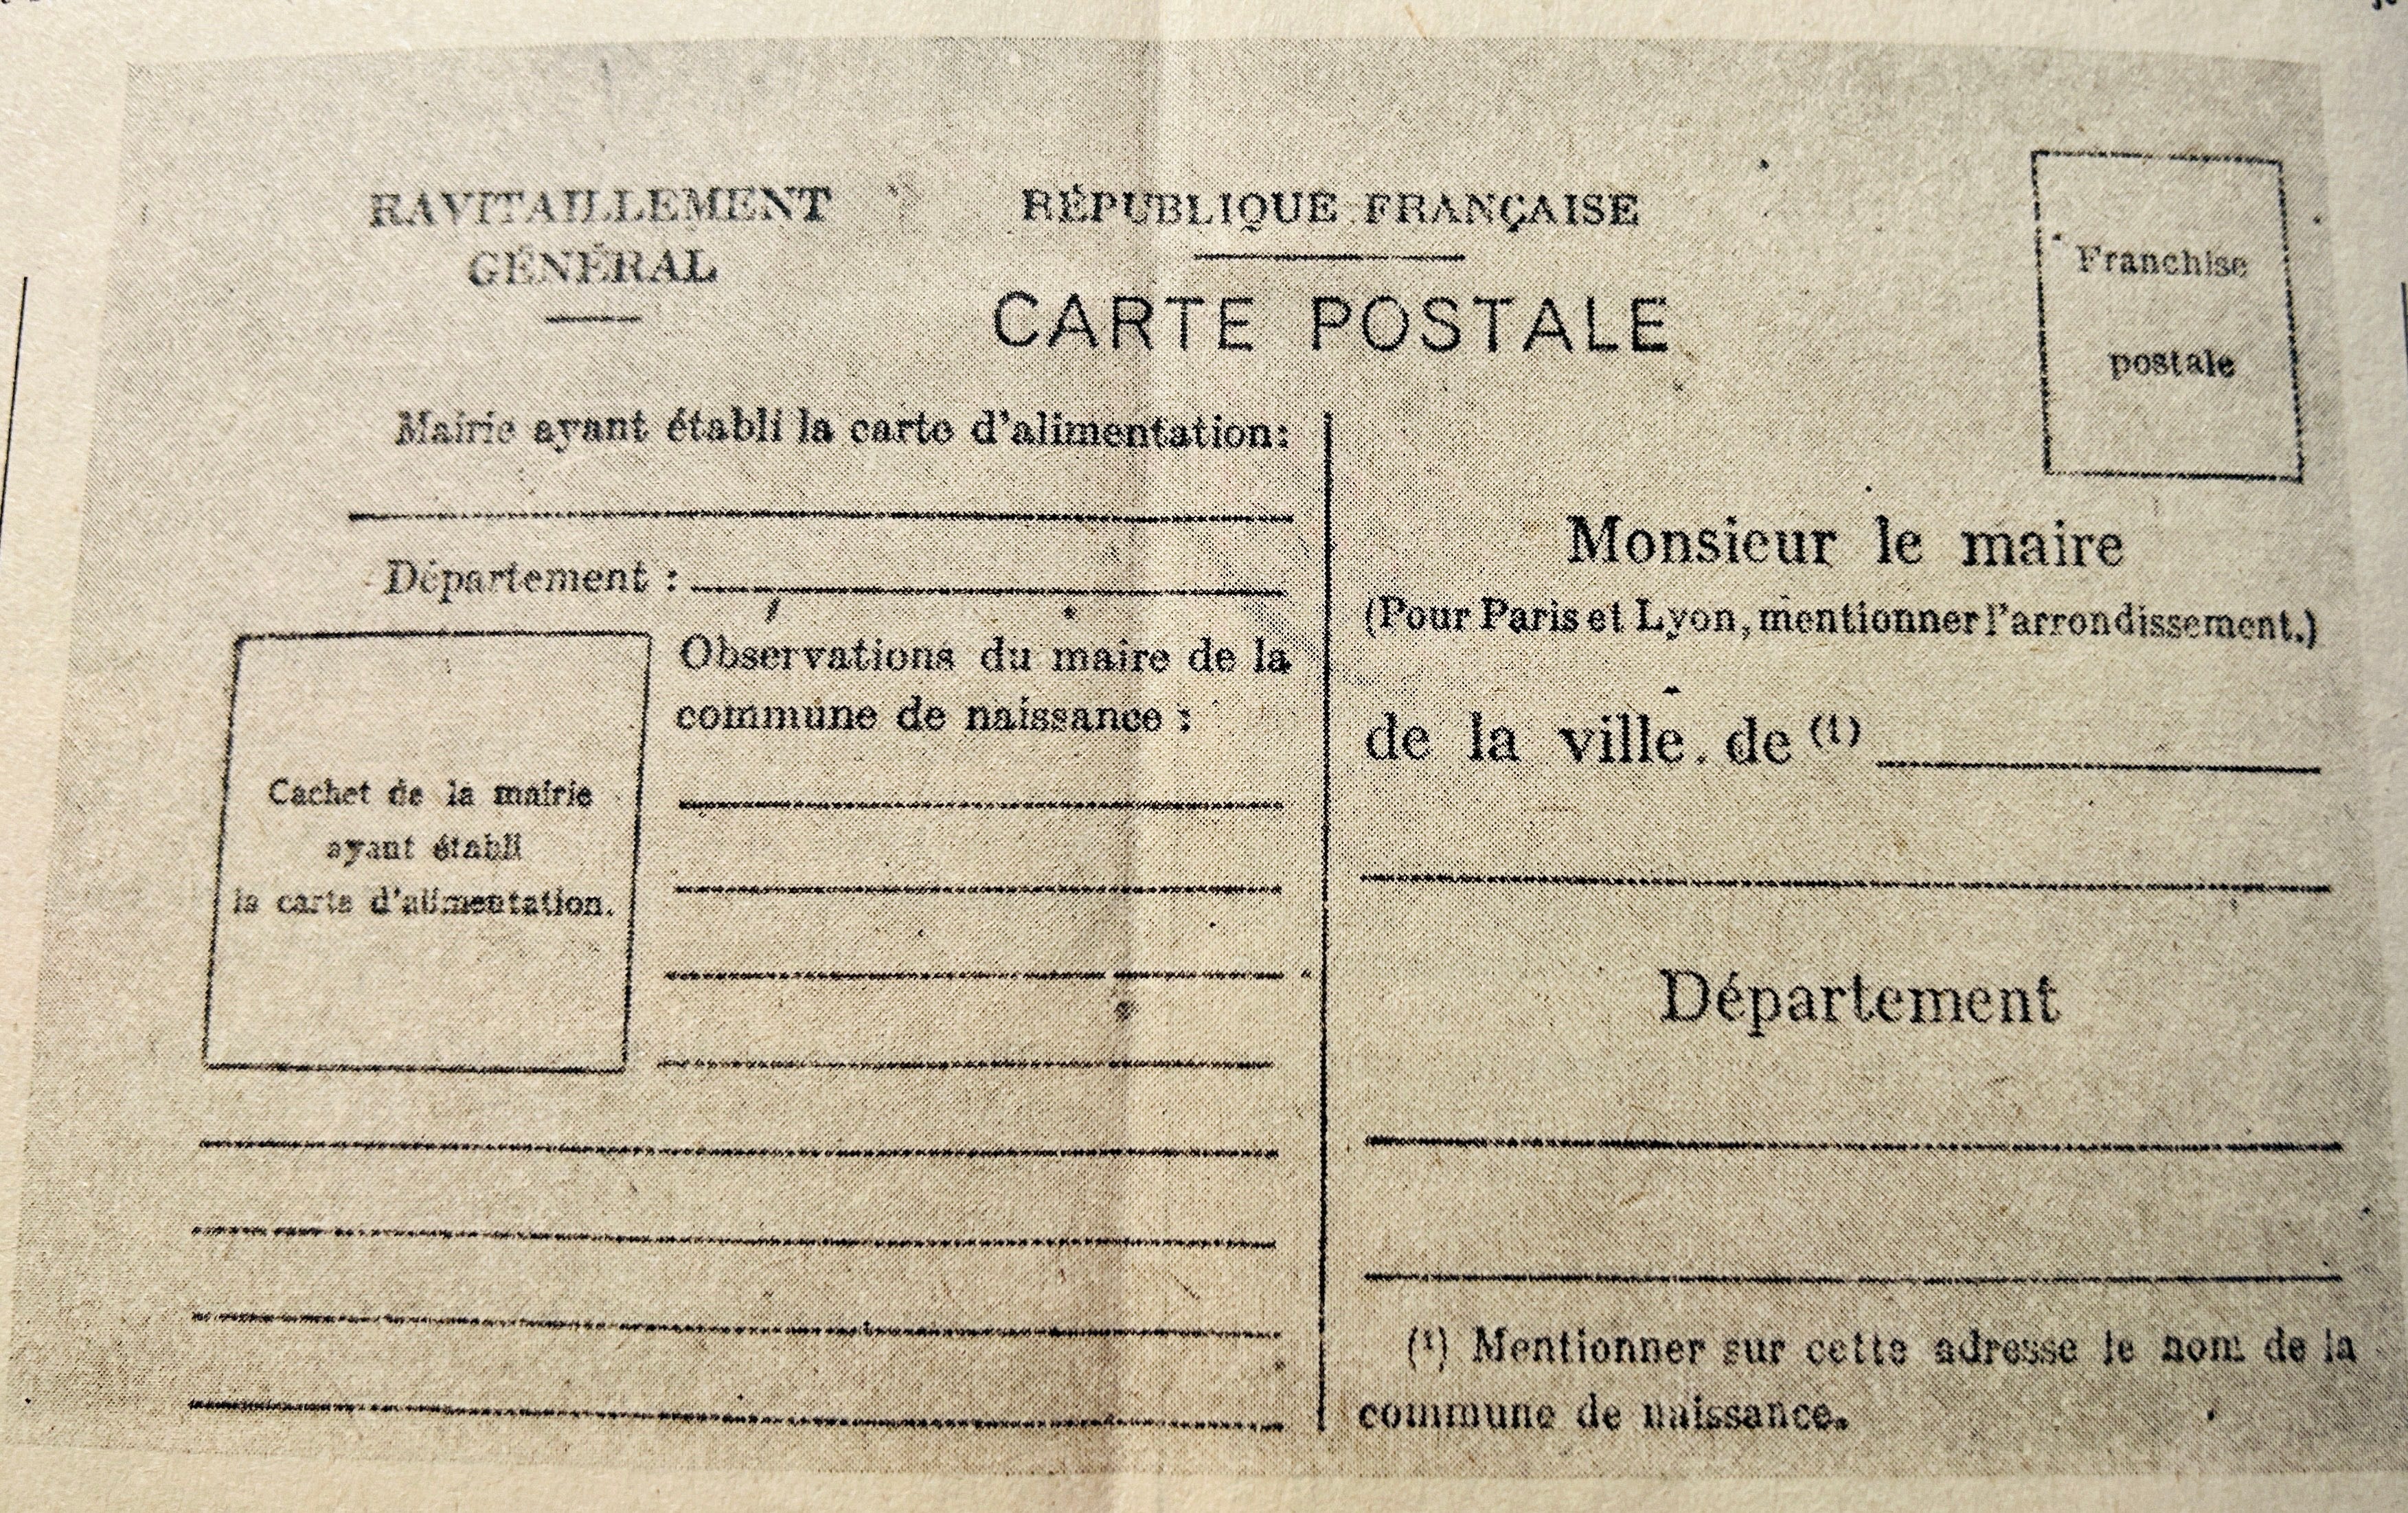 RAVITAILLEMENT
GÉNÉRAL
RÉPUBLIQUE FRANÇAISE
CARTE POSTALE
Franchise
postale
Mairie ayant établi la carte d'alimentation:
Département :
Cachet de la mairie
ayant établi
la carte d'alimentation.
Observations du maire de la
commune de naissance :
Monsieur le maire
(Pour Paris et Lyon, mentionner l'arrondissement.)
de la ville de (1)
Département
(1) Mentionner sur cette adresse le nom de la
commune de naissance.